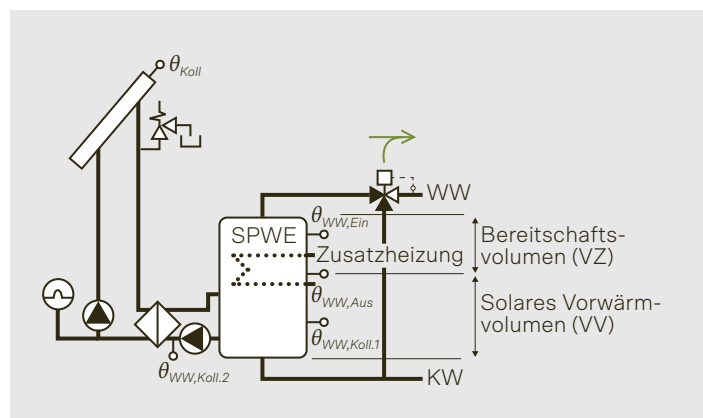 θKoll
WW
θWW,Ein
SPWE
Zusatzheizung
Bereitschafts-
volumen (VZ)
θWW,Aus
Solares Vorwärm-
volumen (VV)
θWW,Koll.1
θWW,Koll.2
KW